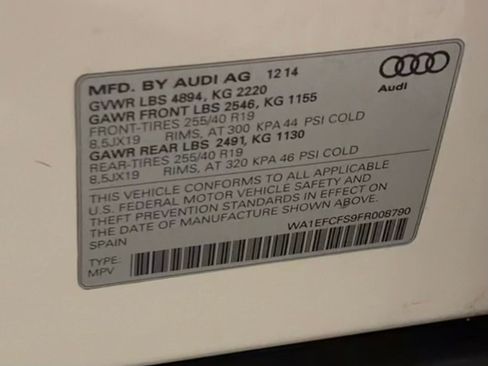 MFD. BY AUDI AG 12 14
GVWR LBS 4894, KG 2220
GAWR FRONT LBS 2546, KG 1155
FRONT-TIRES 255/40 R19
8,5JX19 RIMS, AT 300 KPA 44 PSI COLD
GAWR REAR LBS 2491, KG 1130
REAR-TIRES 255/40 R19
8,5JX19 RIMS, AT 320 KPA 46 PSI COLD
THIS VEHICLE CONFORMS TO ALL APPLICABLE
U.S. FEDERAL MOTOR VEHICLE SAFETY AND
THEFT PREVENTION STANDARDS IN EFFECT ON
THE DATE OF MANUFACTURE SHOWN ABOVE.
SPAIN
WA1EFCFS9FR008790
TYPE:
MPV
Audi